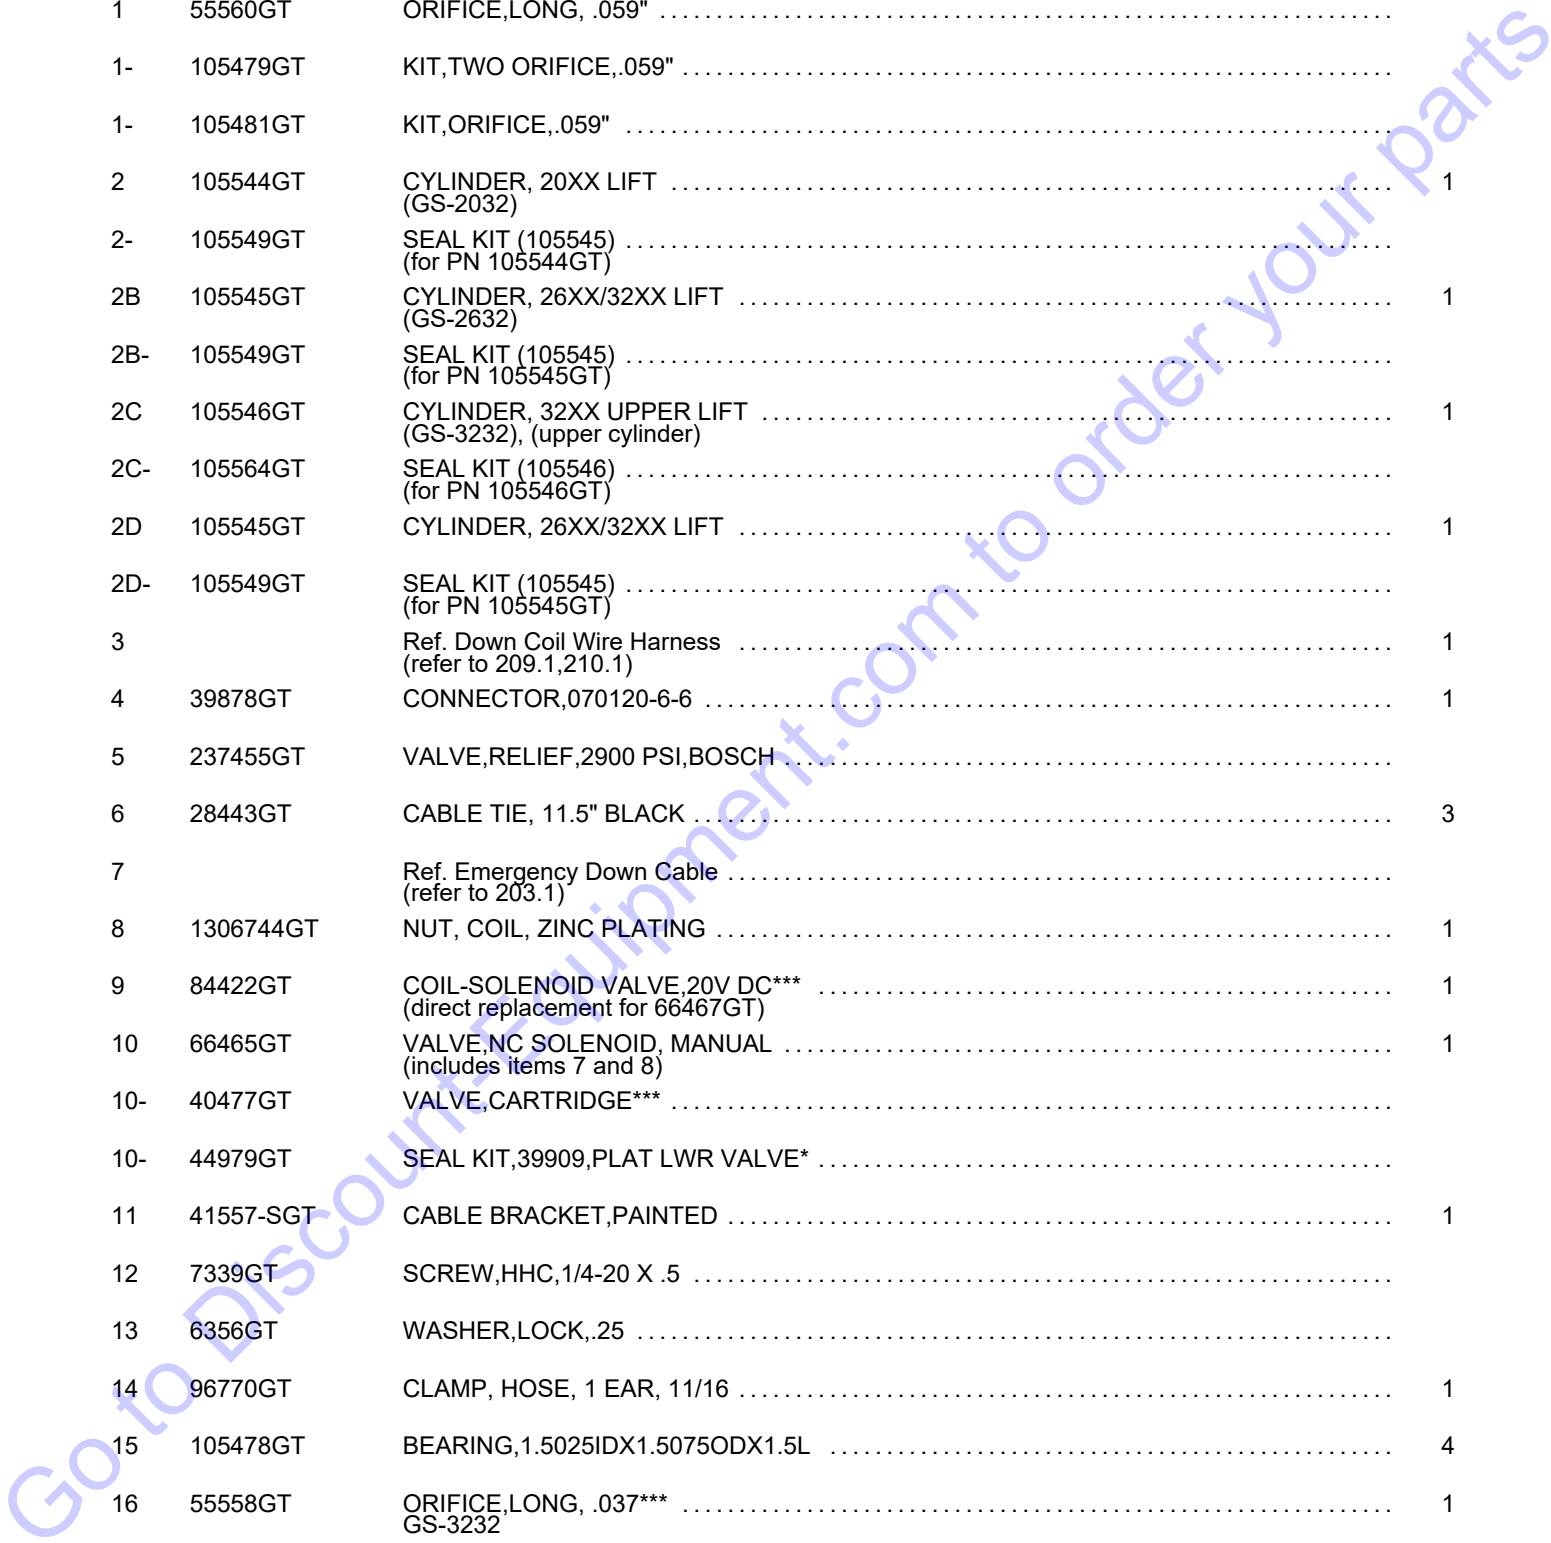 1 55560GT ORIFICE,LONG, .059"
1- 105479GT KIT,TWO ORIFICE,.059"
1- 105481GT KIT,ORIFICE,.059"
2 105544GT CYLINDER, 20XX LIFT 1
(GS-2032)
2- 105549GT SEAL KIT (105545)
(for PN 105544GT)
2B 105545GT CYLINDER, 26XX/32XX LIFT 1
(GS-2632)
2B- 105549GT SEAL KIT (105545)
(for PN 105545GT)
2C 105546GT CYLINDER, 32XX UPPER LIFT 1
(GS-3232), (upper cylinder)
2C- 105564GT SEAL KIT (105546)
(for PN 105546GT)
2D 105545GT CYLINDER, 26XX/32XX LIFT 1
2D- 105549GT SEAL KIT (105545)
(for PN 105545GT)
3 Ref. Down Coil Wire Harness 1
(refer to 209.1,210.1)
4 39878GT CONNECTOR,070120-6-6 1
5 237455GT VALVE,RELIEF,2900 PSI,BOSCH
6 28443GT CABLE TIE, 11.5" BLACK 3
7 Ref. Emergency Down Cable
(refer to 203.1)
8 1306744GT NUT, COIL, ZINC PLATING 1
9 84422GT COIL-SOLENOID VALVE,20V DC*** 1
(direct replacement for 66467GT)
10 66465GT VALVE,NC SOLENOID, MANUAL 1
(includes items 7 and 8)
10- 40477GT VALVE,CARTRIDGE***
10- 44979GT SEAL KIT,39909,PLAT LWR VALVE*
11 41557-SGT CABLE BRACKET,PAINTED 1
12 7339GT SCREW,HHC,1/4-20 X .5
13 6356GT WASHER,LOCK,.25
14 96770GT CLAMP, HOSE, 1 EAR, 11/16 1
15 105478GT BEARING,1.5025IDX1.5075ODX1.5L 4
16 55558GT ORIFICE,LONG, .037*** 1
GS-3232
Go to Discount-Equipment.com to order your parts